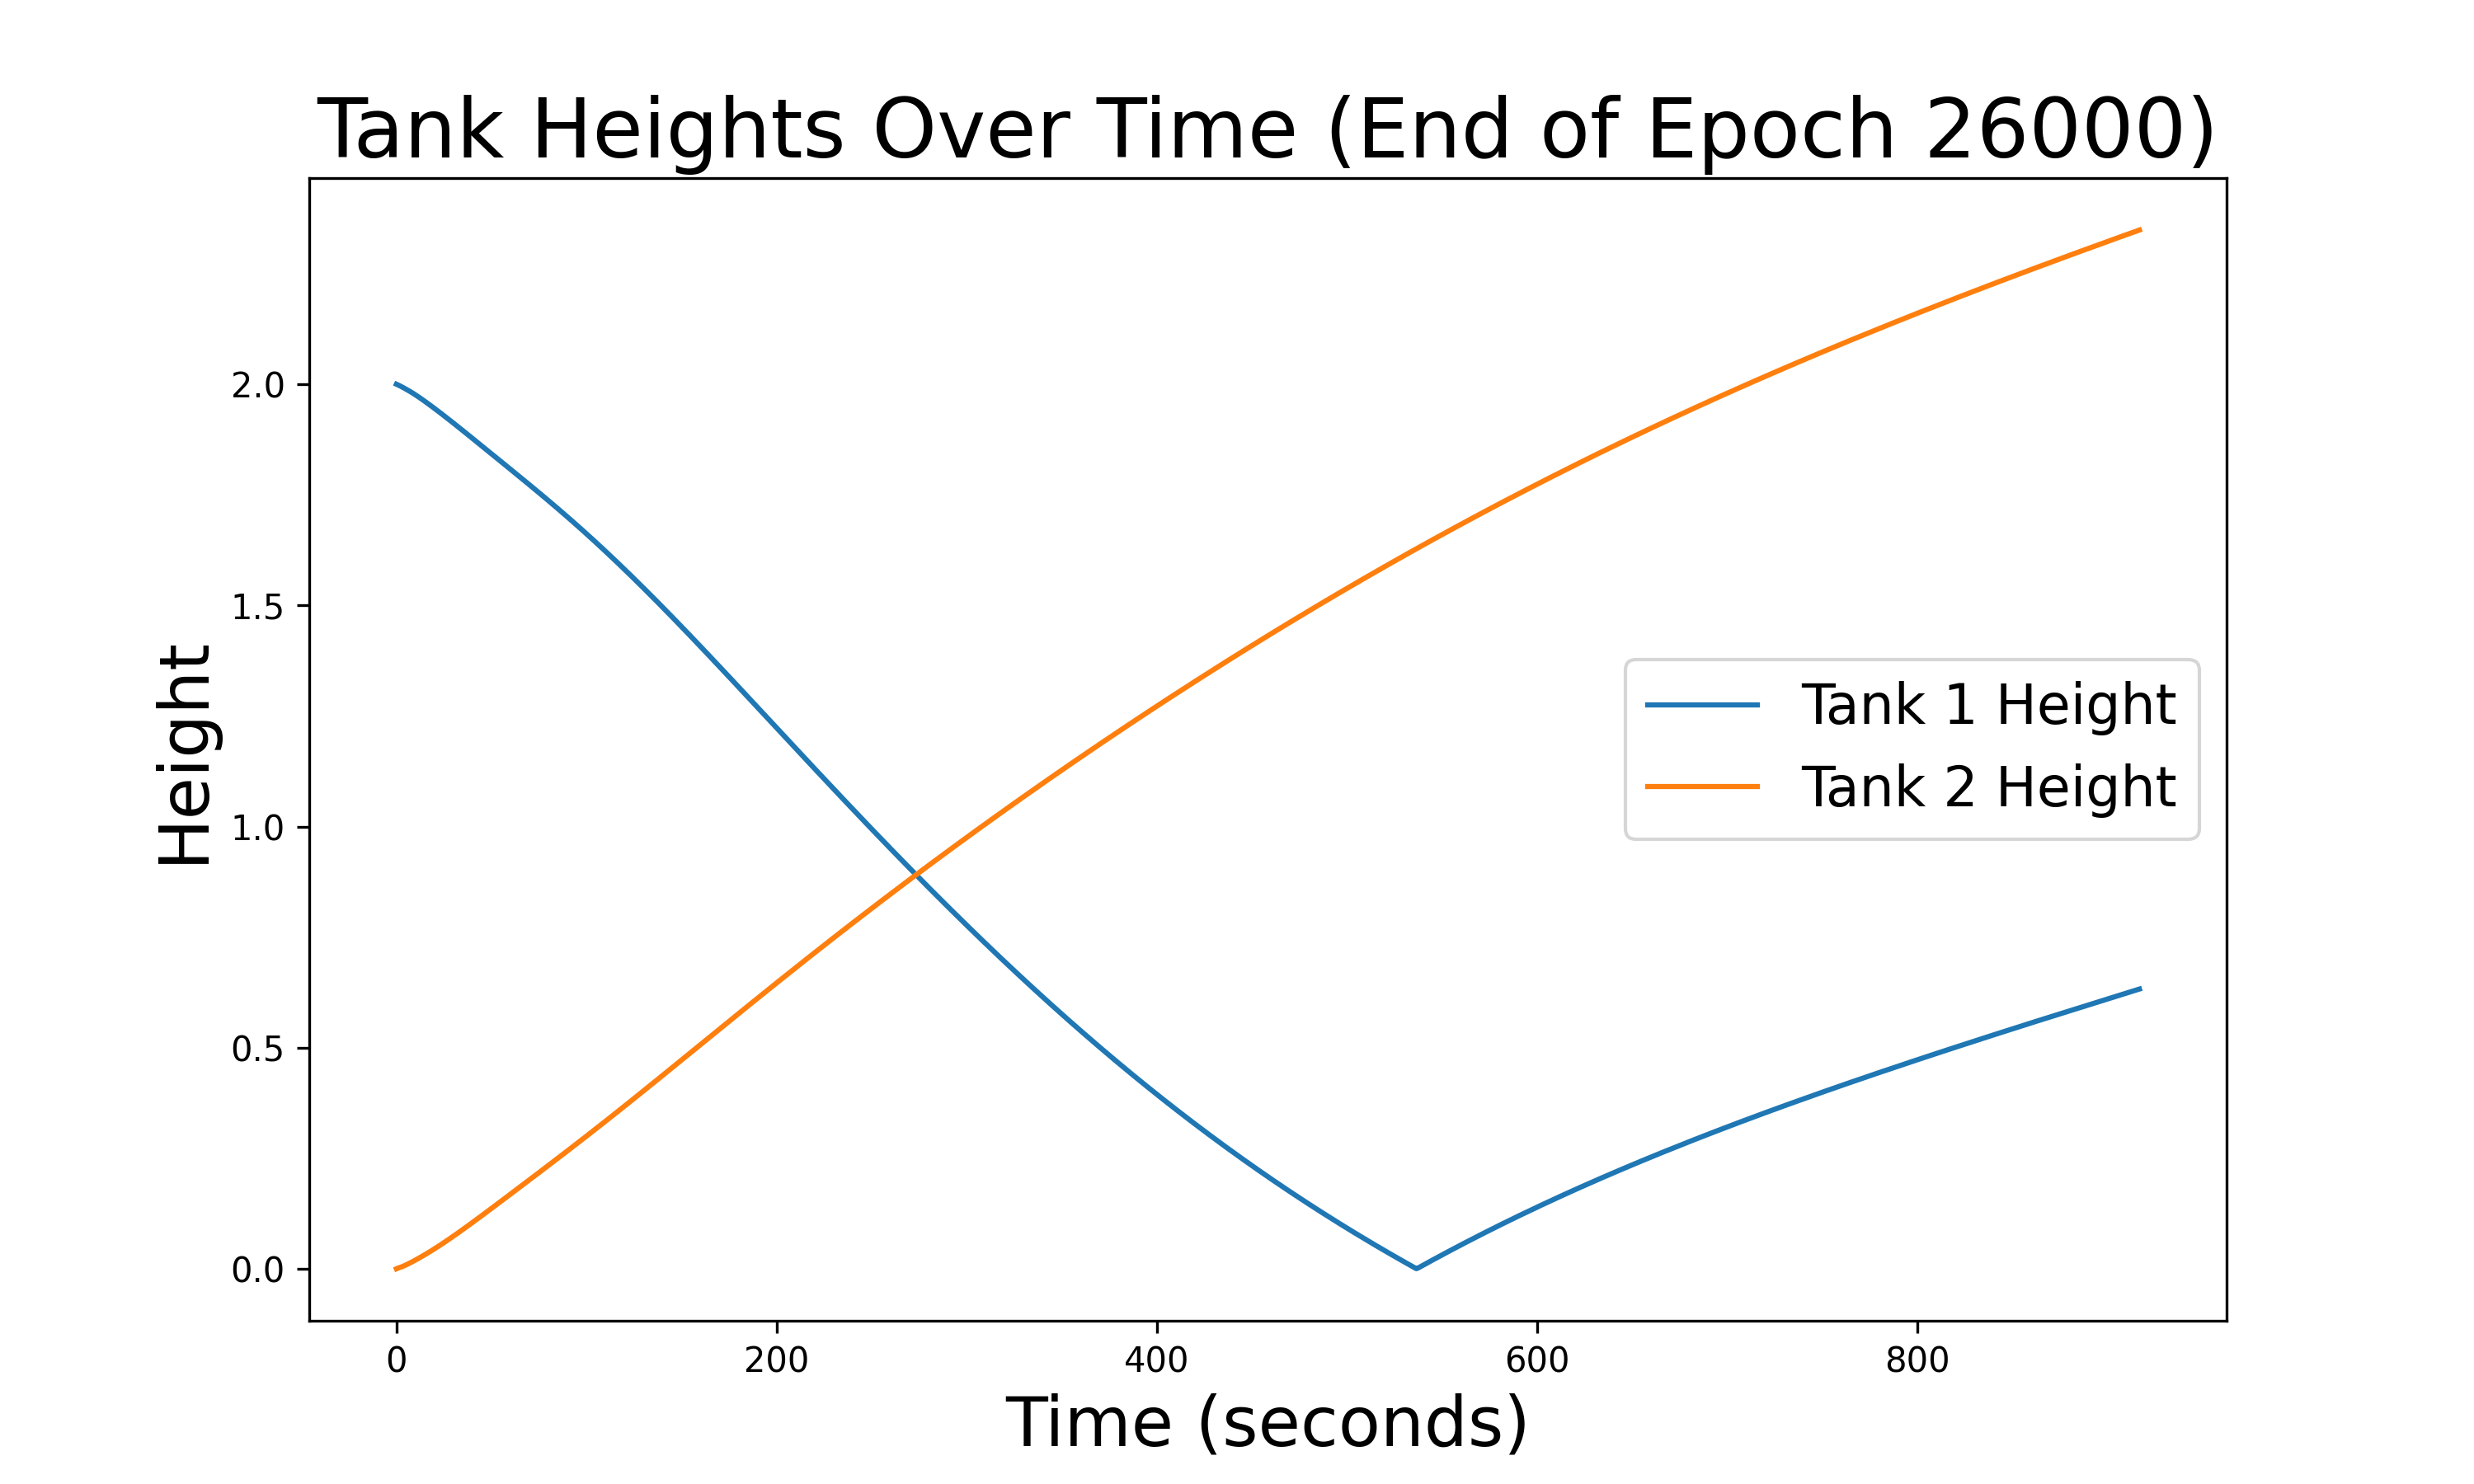 Tank Heights Over Time (End of Epoch 26000)
Height
2.0
1.5
1.0
0.5
0.0
Tank 1 Height
Tank 2 Height
0 200 400 600 800
Time (seconds)